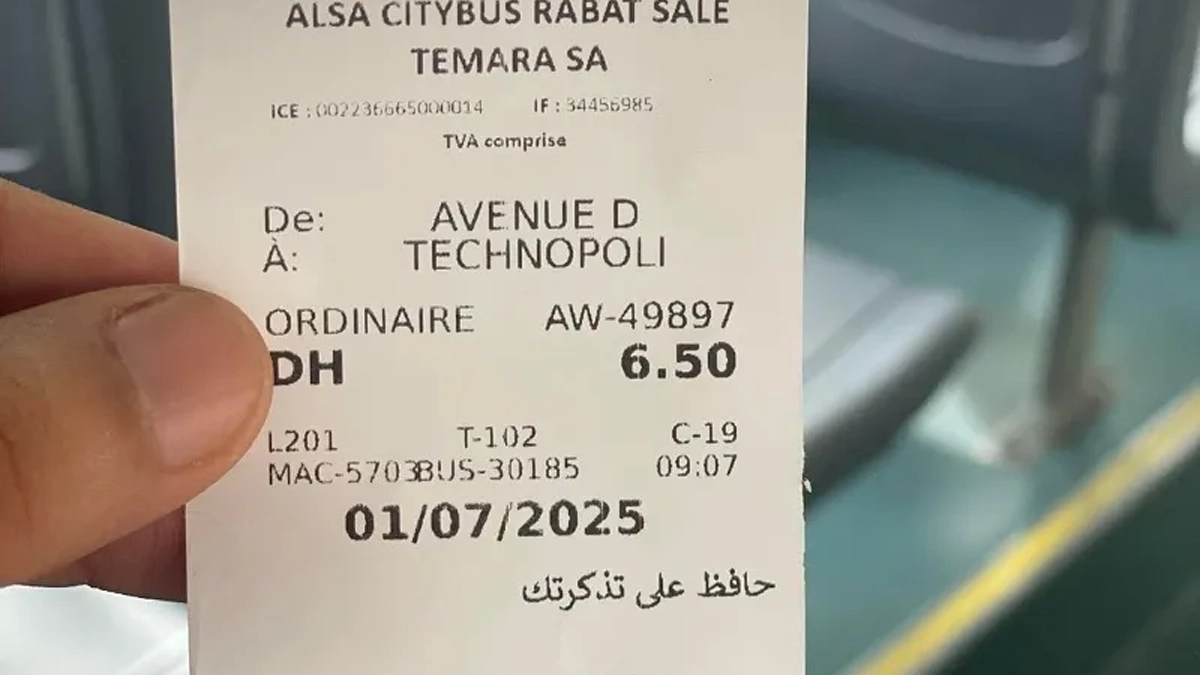 ALSA CITYBUS RABAT SALE
TEMARA SA
ICE : 002236665000014 IF : 34456985
TVA comprise
De: AVENUE D
À: TECHNOPOLI
ORDINAIRE AW-49897
DH 6.50
L201 T-102 C-19
MAC-5703BUS-30185 09:07
01/07/2025
حافظ على تذكرتك